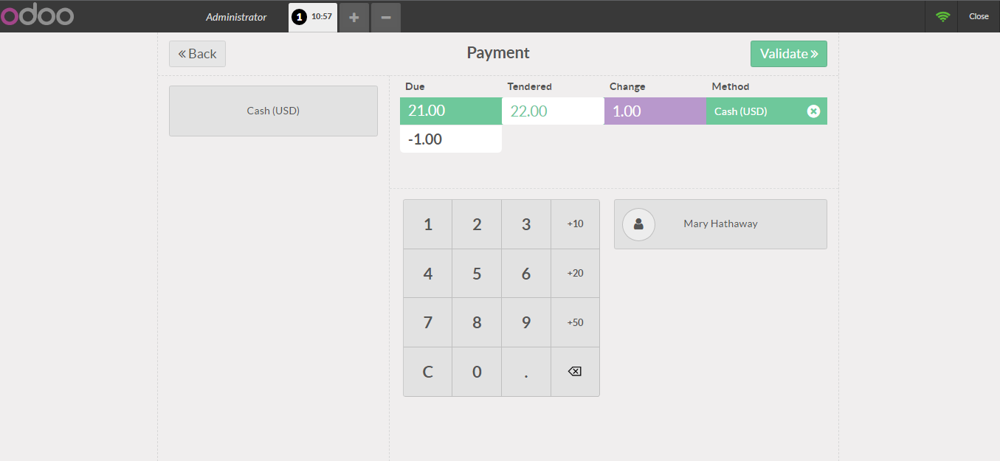 odoo Administrator 1 10:57 + − Close
« Back Payment Validate »
Cash (USD)
Due Tendered Change Method
21.00 22.00 1.00 Cash (USD)
-1.00
1 2 3 +10
4 5 6 +20
7 8 9 +50
C 0 .
Mary Hathaway